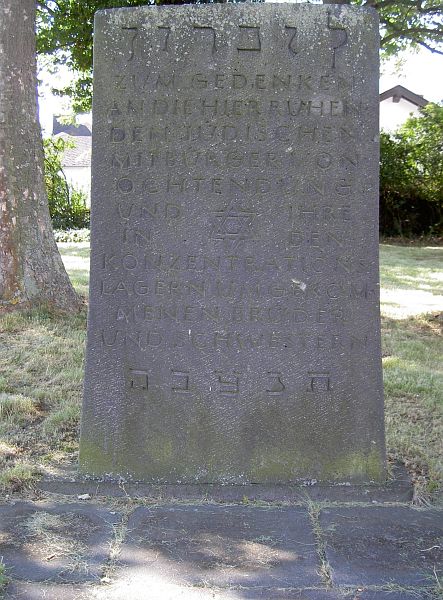 לזכרון
ZUM GEDENKEN
AN DIE HIER RUHEN-
DEN JÜDISCHEN
MITBÜRGER VON
OCHTENDUNG
UND IHRE
IN DEN
KONZENTRATIONS
LAGERN UMGEKOM-
MENEN BRÜDER
UND SCHWESTERN
תנצבה